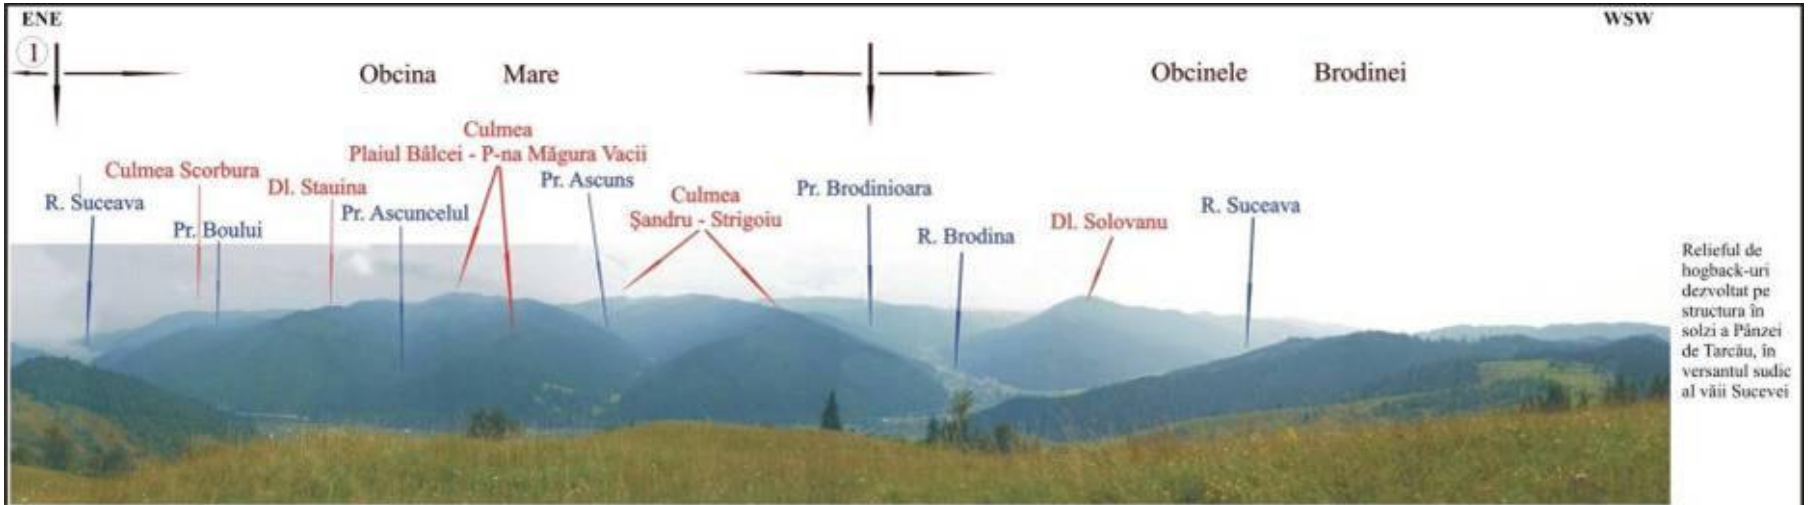 ENE
WSW
1
Obcina Mare
Obcinele Brodinei
Culmea
Plaiul Bâlcei - P-na Măgura Vacii
Culmea Scorbura
Dl. Stauina
Pr. Ascuns
R. Suceava
Pr. Boului
Pr. Ascuncelul
Culmea
Șandru - Strigoiu
Pr. Brodinioara
R. Brodina
Dl. Solovanu
R. Suceava
Relieful de
hogback-uri
dezvoltat pe
structura în
solzi a Pânzei
de Tarcău, în
versantul sudic
al văii Sucevei